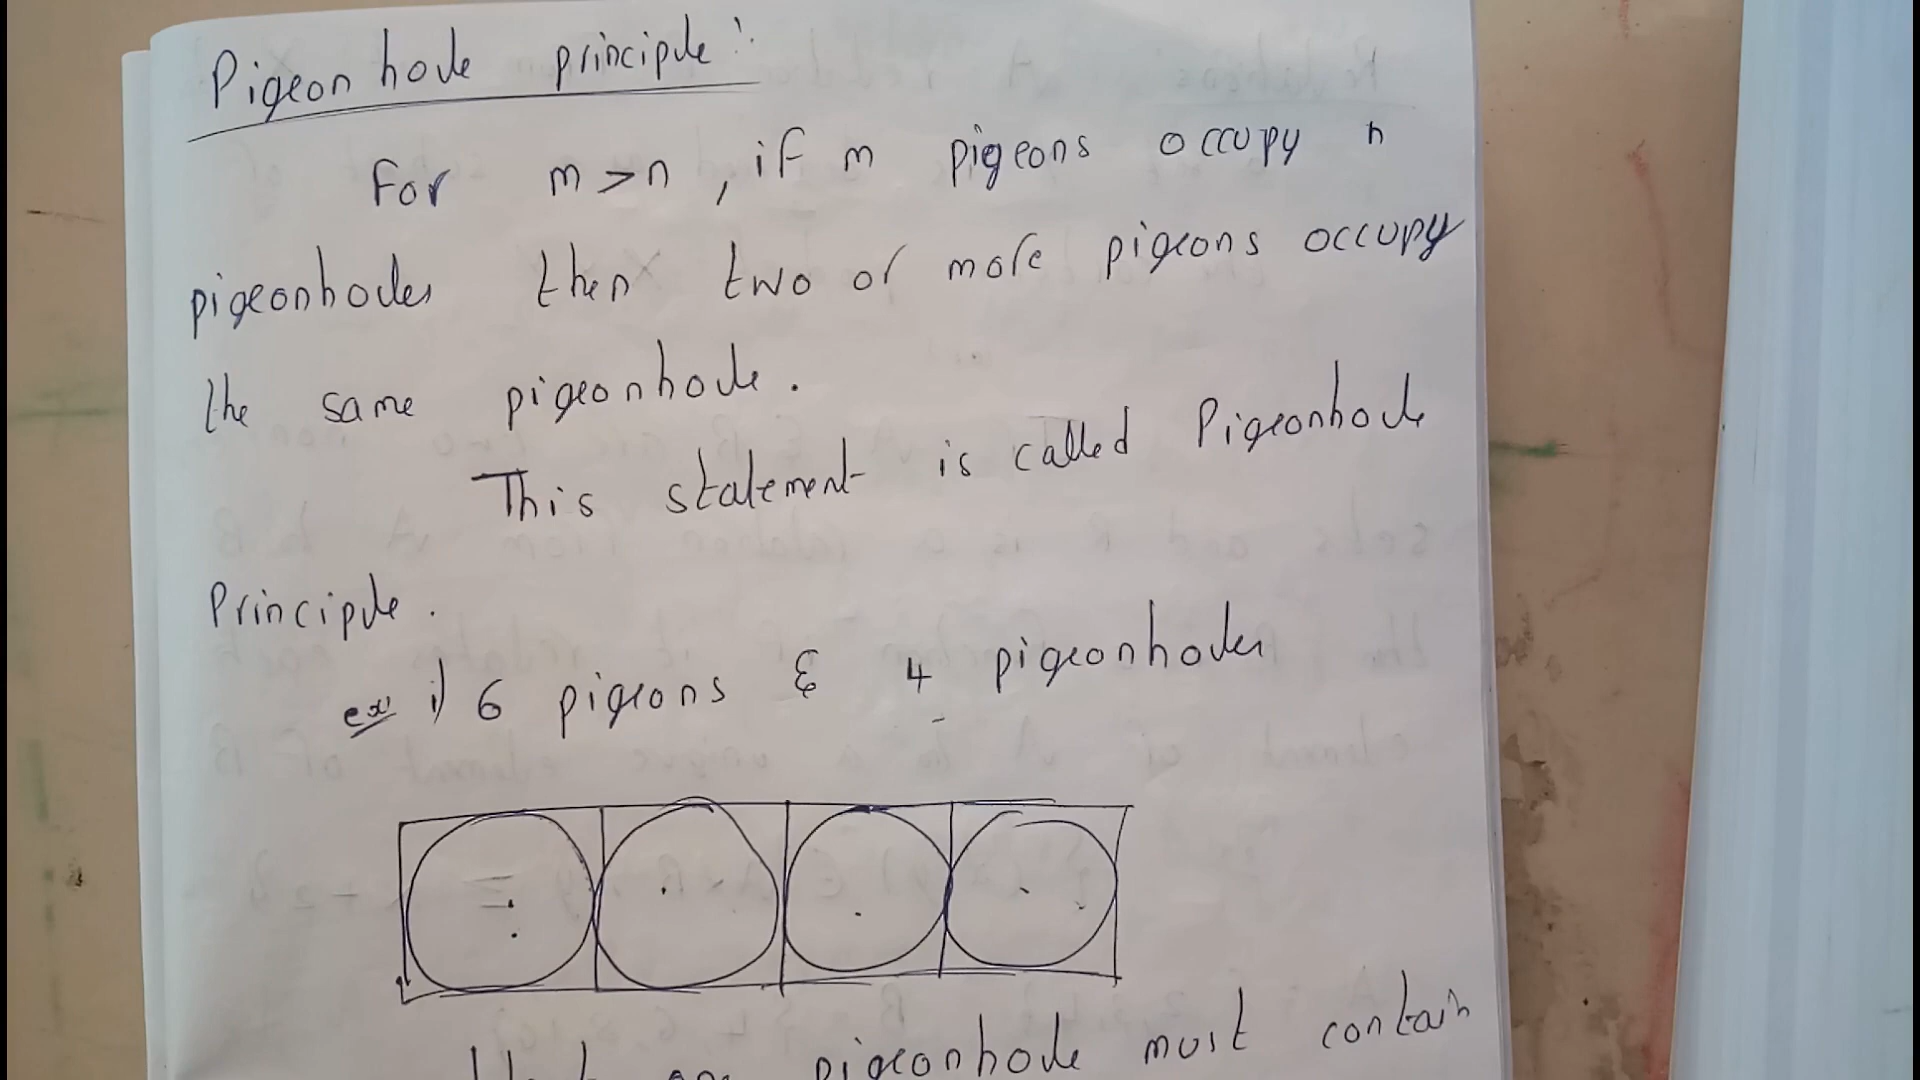 Pigeon hole principle:
For m > n, if m pigeons occupy n
pigeonholes then two or more pigeons occupy
the same pigeonhole.
This statement is called Pigeonhole
Principle.
ex i) 6 pigeons & 4 pigeonholes
pigeonhole must contain